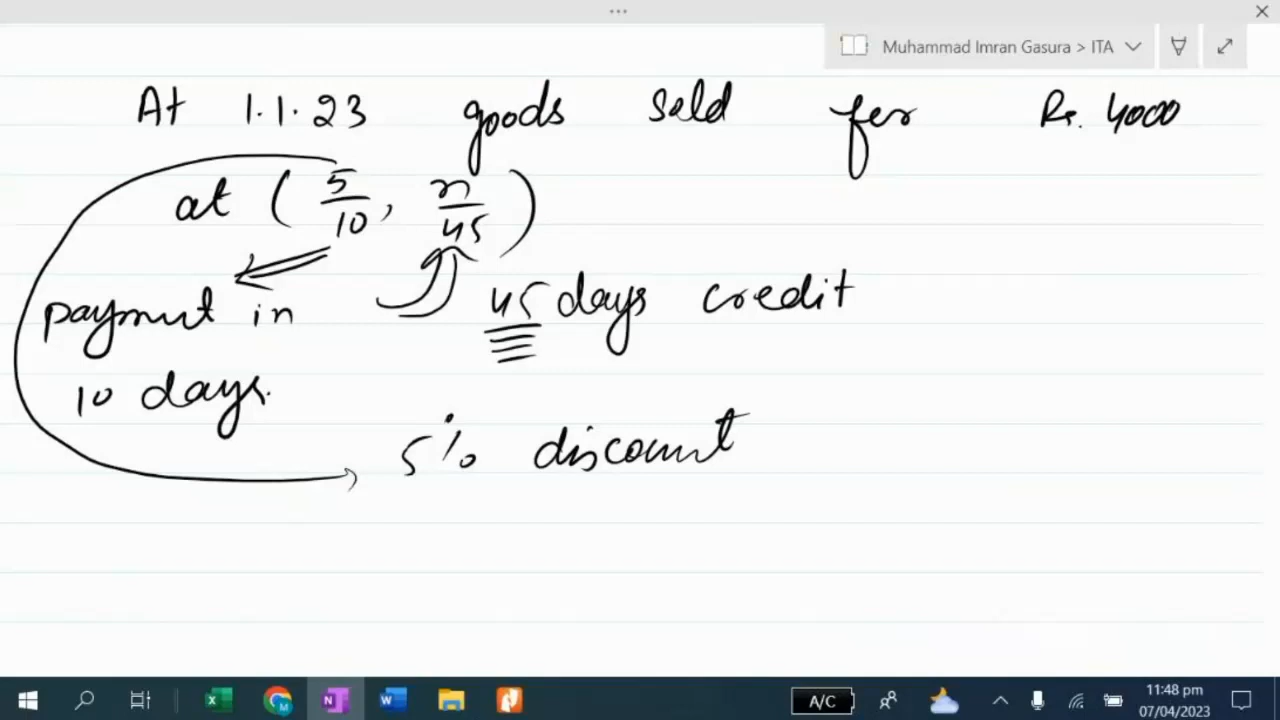 Muhammad Imran Gasura > ITA
At 1.1.23 goods sold for Rs. 4000
at ( 5/10, n/45 )
45 days credit
payment in
10 days.
5% discount
A/C
11:48 pm
07/04/2023